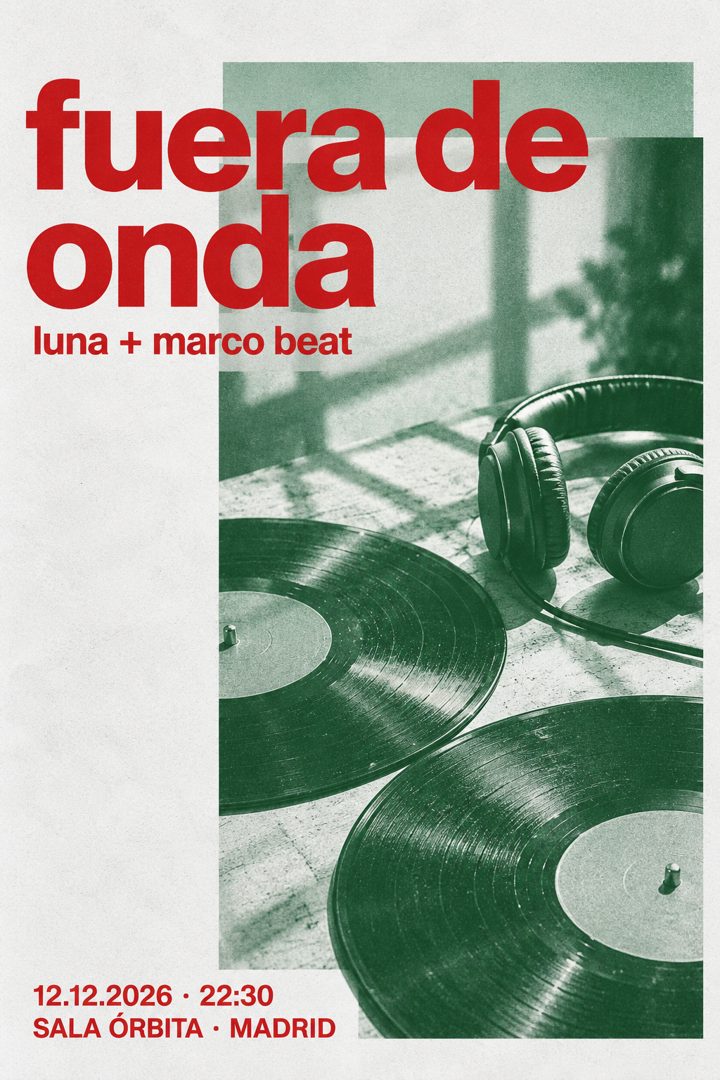 fuera de
onda
luna + marco beat
12.12.2026 · 22:30
SALA ÓRBITA · MADRID